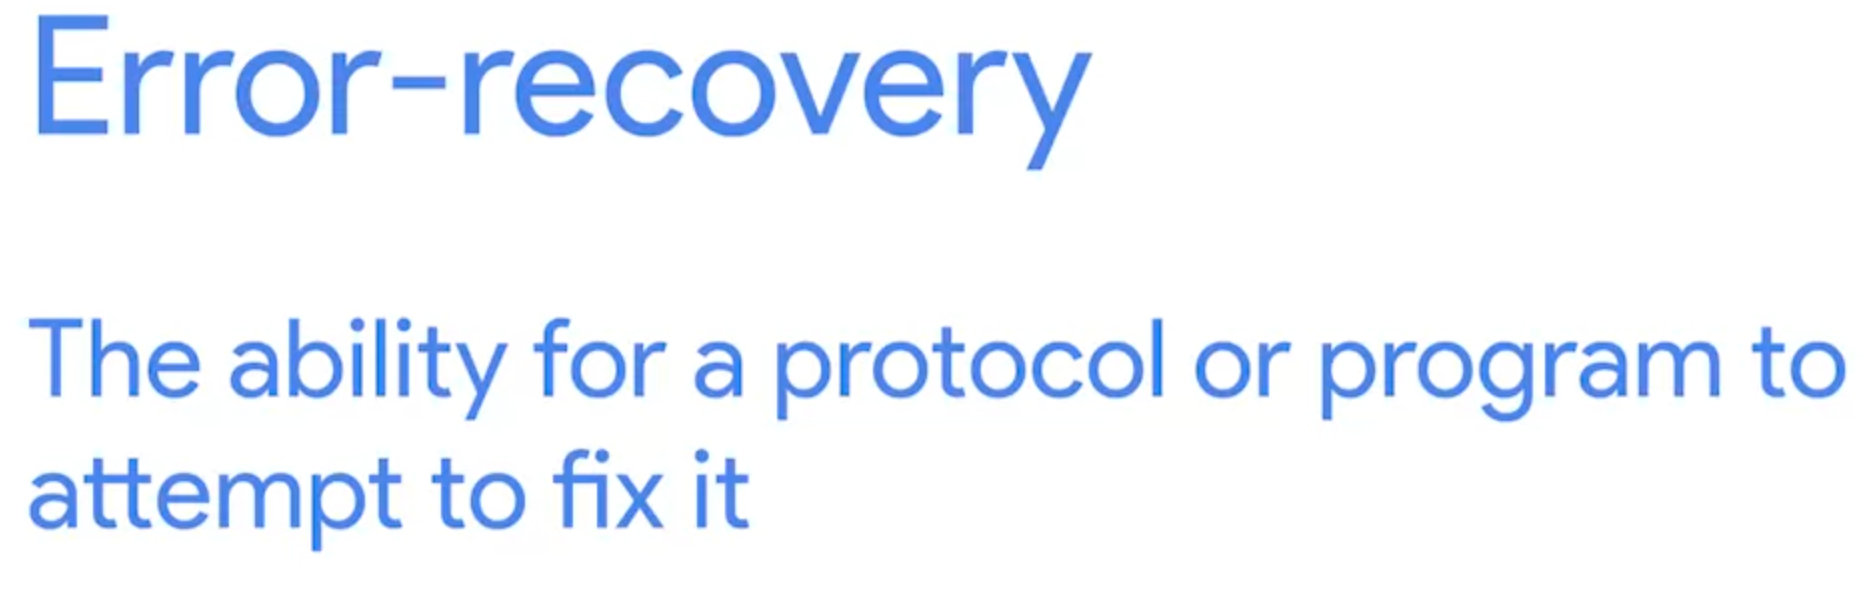 Error-recovery
The ability for a protocol or program to
attempt to fix it